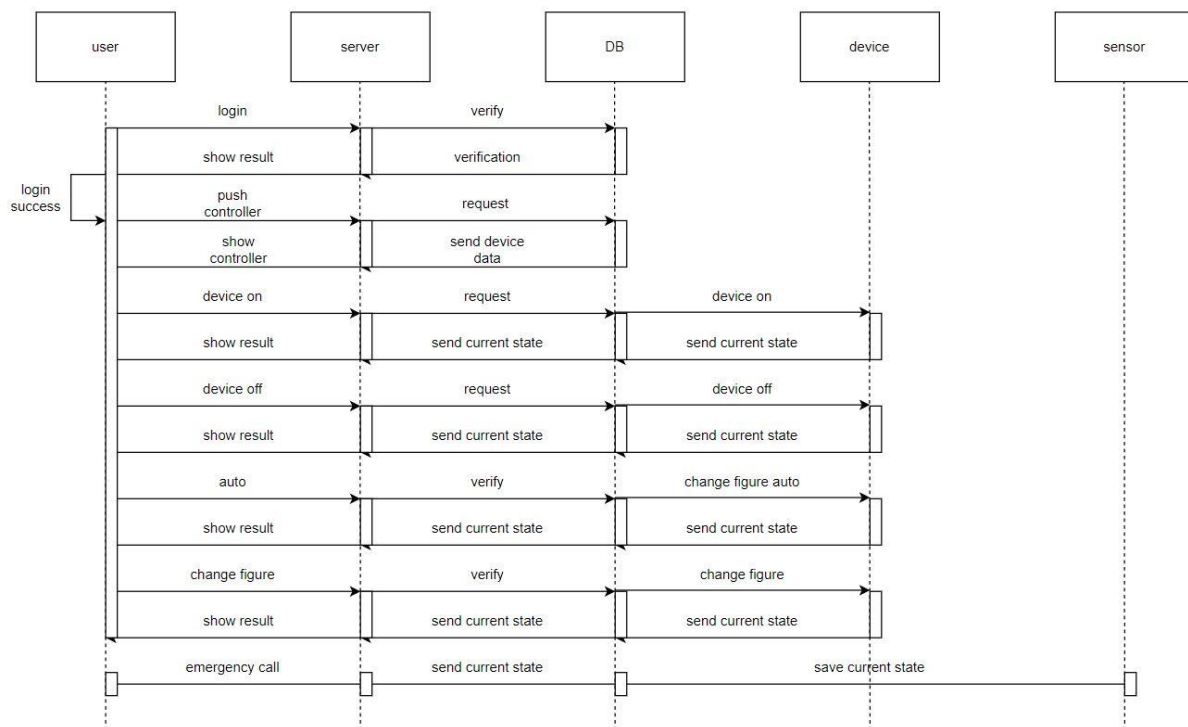 user
server
DB
device
sensor
login
verify
show result
verification
login
success
push
controller
request
show
controller
send device
data
device on
request
device on
show result
send current state
send current state
device off
request
device off
show result
send current state
send current state
auto
verify
change figure auto
show result
send current state
send current state
change figure
verify
change figure
show result
send current state
send current state
emergency call
send current state
save current state